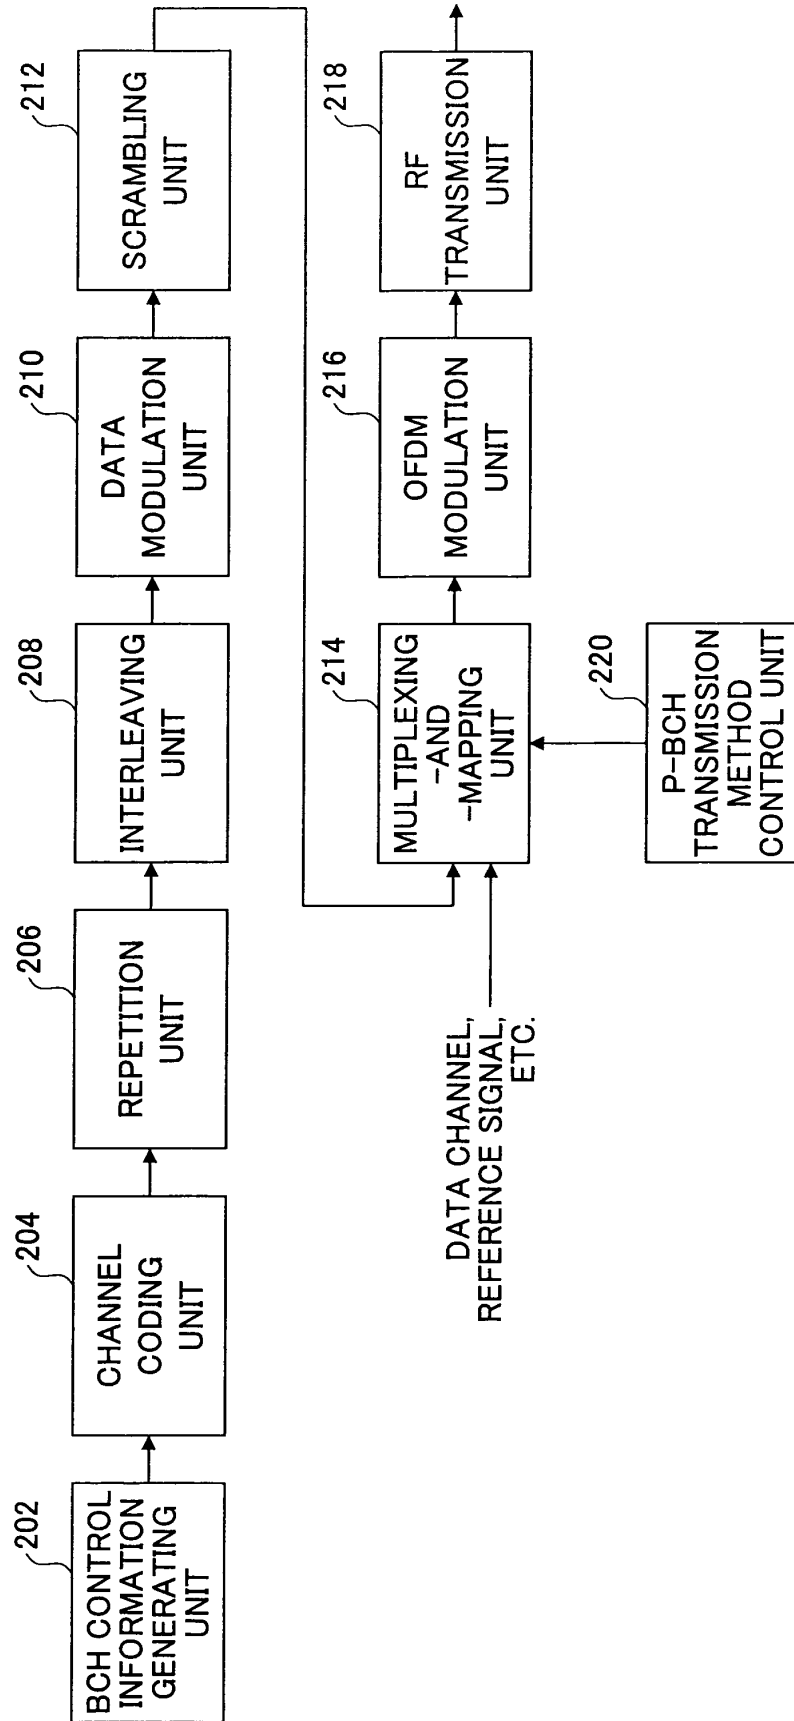 202
BCH CONTROL
INFORMATION
GENERATING
UNIT
204
CHANNEL
CODING
UNIT
206
REPETITION
UNIT
208
INTERLEAVING
UNIT
210
DATA
MODULATION
UNIT
212
SCRAMBLING
UNIT
DATA CHANNEL,
REFERENCE SIGNAL,
ETC.
214
MULTIPLEXING
-AND
-MAPPING
UNIT
216
OFDM
MODULATION
UNIT
218
RF
TRANSMISSION
UNIT
220
P-BCH
TRANSMISSION
METHOD
CONTROL UNIT